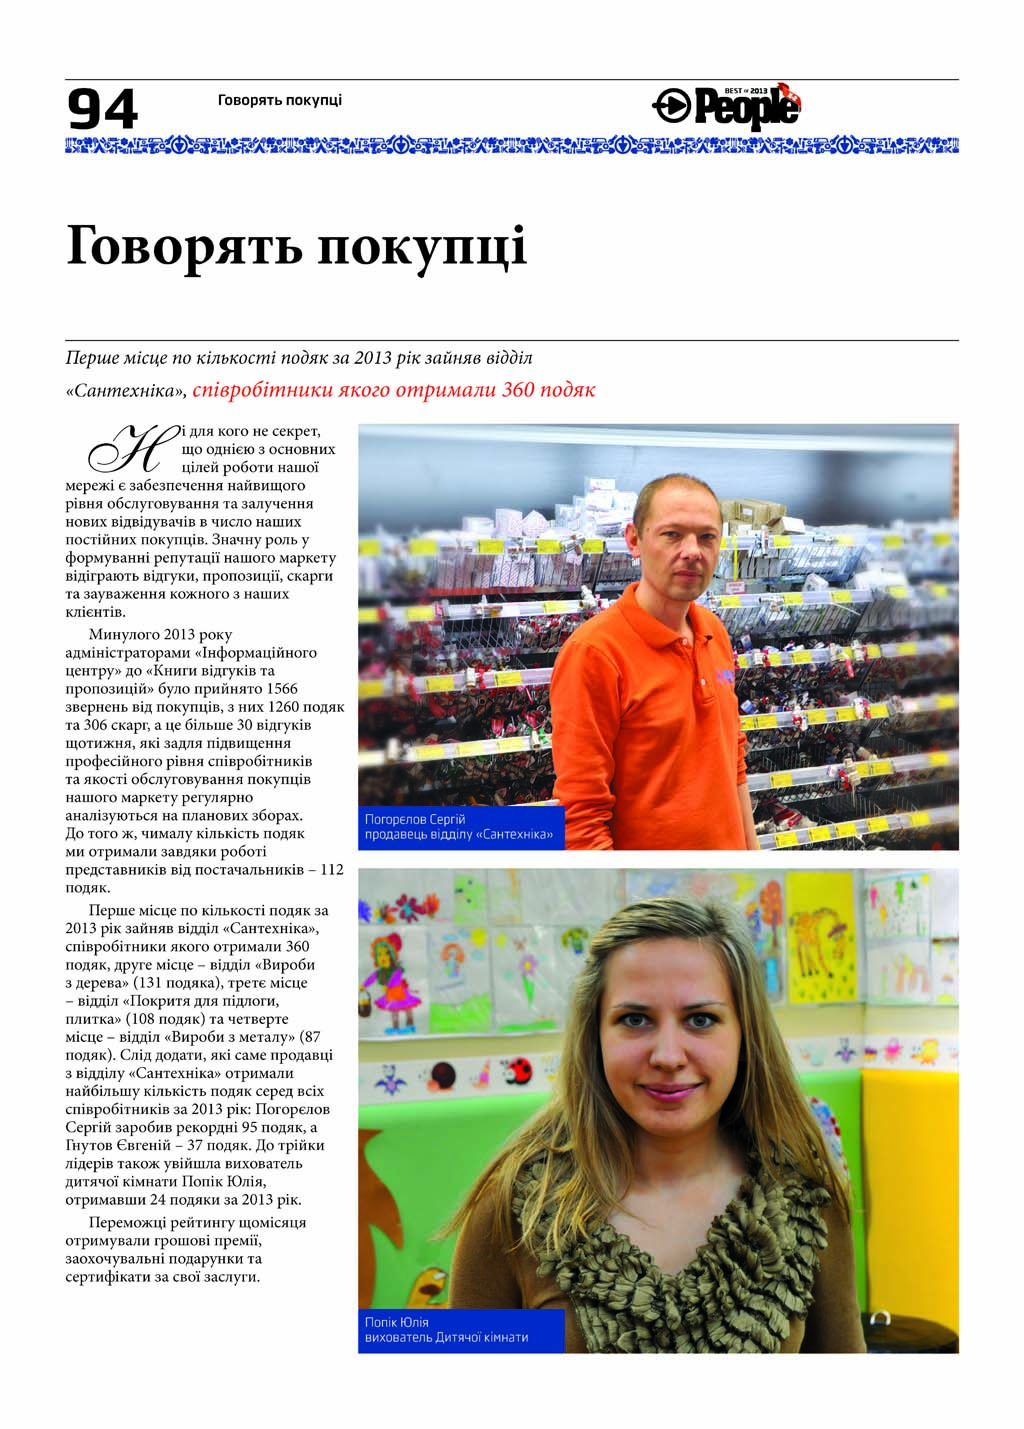 94
Говорять покупці
BEST OF 2013
People
Говорять покупці
Перше місце по кількості подяк за 2013 рік зайняв відділ
«Сантехніка», співробітники якого отримали 360 подяк
Ні для кого не секрет,
що однією з основних
цілей роботи нашої
мережі є забезпечення найвищого
рівня обслуговування та залучення
нових відвідувачів в число наших
постійних покупців. Значну роль у
формуванні репутації нашого маркету
відіграють відгуки, пропозиції, скарги
та зауваження кожного з наших
клієнтів.
Минулого 2013 року
адміністраторами «Інформаційного
центру» до «Книги відгуків та
пропозицій» було прийнято 1566
звернень від покупців, з них 1260 подяк
та 306 скарг, а це більше 30 відгуків
щотижня, які задля підвищення
професійного рівня співробітників
та якості обслуговування покупців
нашого маркету регулярно
аналізуються на планових зборах.
До того ж, чималу кількість подяк
ми отримали завдяки роботі
представників від постачальників – 112
подяк.
Перше місце по кількості подяк за
2013 рік зайняв відділ «Сантехніка»,
співробітники якого отримали 360
подяк, друге місце – відділ «Вироби
з дерева» (131 подяка), третє місце
– відділ «Покритя для підлоги,
плитка» (108 подяк) та четверте
місце – відділ «Вироби з металу» (87
подяк). Слід додати, які саме продавці
з відділу «Сантехніка» отримали
найбільшу кількість подяк серед всіх
співробітників за 2013 рік: Погорєлов
Сергій заробив рекордні 95 подяк, а
Гнутов Євгеній – 37 подяк. До трійки
лідерів також увійшла вихователь
дитячої кімнати Попік Юлія,
отримавши 24 подяки за 2013 рік.
Переможці рейтингу щомісяця
отримували грошові премії,
заохочувальні подарунки та
сертифікати за свої заслуги.
Погорєлов Сергій
продавець відділу «Сантехніка»
Попік Юлія
вихователь Дитячої кімнати